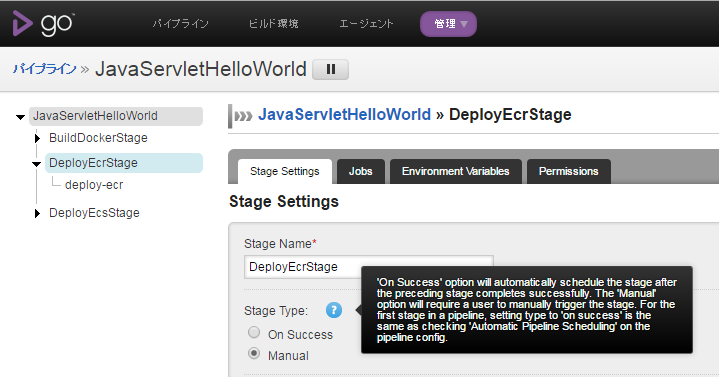 go パイプライン ビルド環境 エージェント 管理
パイプライン » JavaServletHelloWorld
JavaServletHelloWorld
BuildDockerStage
DeployEcrStage
deploy-ecr
DeployEcsStage
JavaServletHelloWorld » DeployEcrStage
Stage Settings Jobs Environment Variables Permissions
Stage Settings
Stage Name*
DeployEcrStage
Stage Type: ?
'On Success' option will automatically schedule the stage after
the preceding stage completes successfully. The 'Manual'
option will require a user to manually trigger the stage. For the
first stage in a pipeline, setting type to 'on success' is the
same as checking 'Automatic Pipeline Scheduling' on the
pipeline config.
On Success
Manual